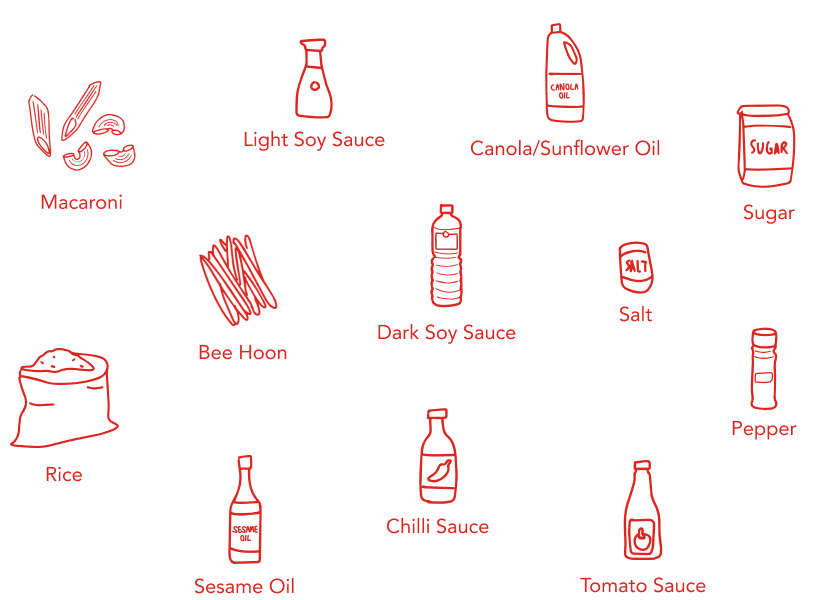 CANOLA
OIL
Light Soy Sauce
Canola/Sunflower Oil
SUGAR
Macaroni
Sugar
SALT
Salt
Dark Soy Sauce
Bee Hoon
Pepper
Rice
Chilli Sauce
SESAME
OIL
Sesame Oil
Tomato Sauce